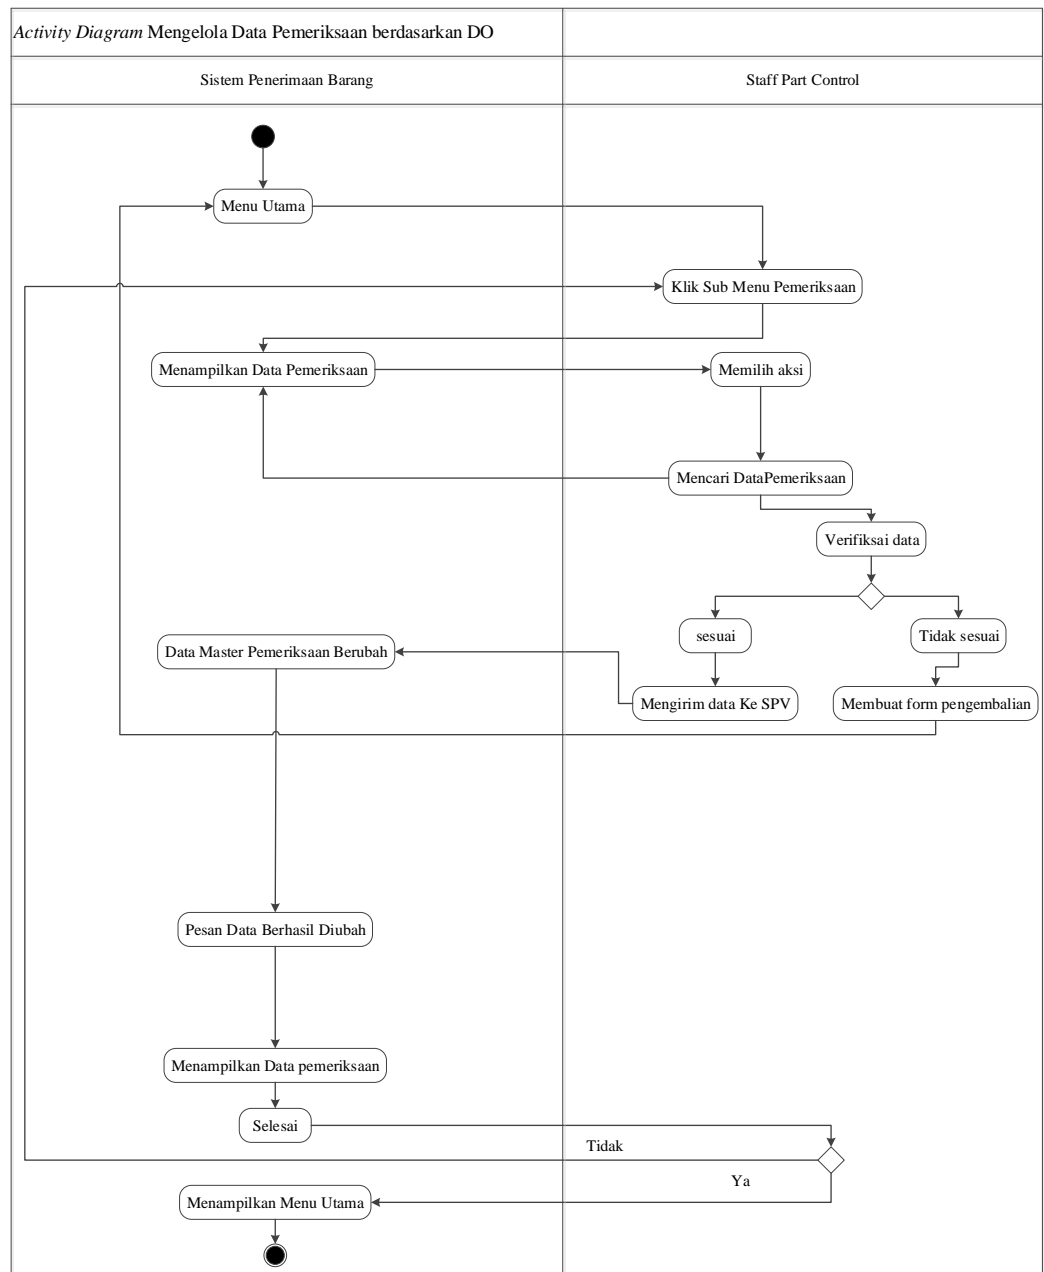 Activity Diagram Mengelola Data Pemeriksaan berdasarkan DO
Sistem Penerimaan Barang
Staff Part Control
Menu Utama
Klik Sub Menu Pemeriksaan
Menampilkan Data Pemeriksaan
Memilih aksi
Mencari DataPemeriksaan
Verifiksai data
sesuai
Tidak sesuai
Data Master Pemeriksaan Berubah
Mengirim data Ke SPV
Membuat form pengembalian
Pesan Data Berhasil Diubah
Menampilkan Data pemeriksaan
Selesai
Tidak
Ya
Menampilkan Menu Utama